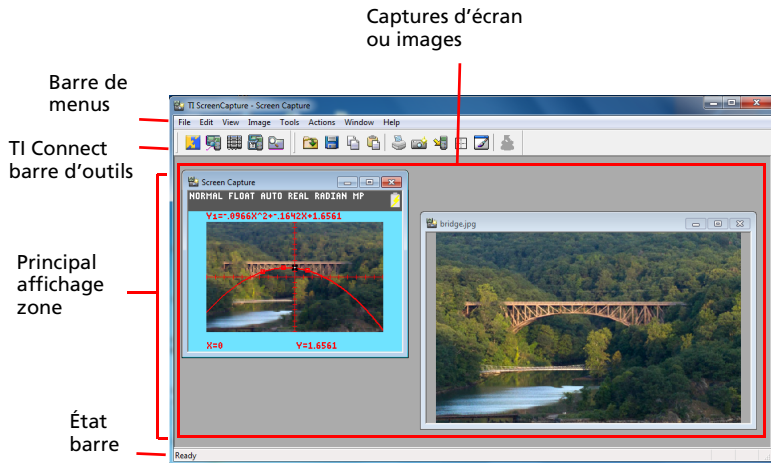 Captures d'écran
ou images
Barre de
menus
TI ScreenCapture - Screen Capture
File Edit View Image Tools Actions Window Help
TI Connect
barre d'outils
Screen Capture
NORMAL FLOAT AUTO REAL RADIAN MP
Y1=-.0966X^2+-.1642X+1.6561
bridge.jpg
Principal
affichage
zone
X=0 Y=1.6561
État
barre
Ready